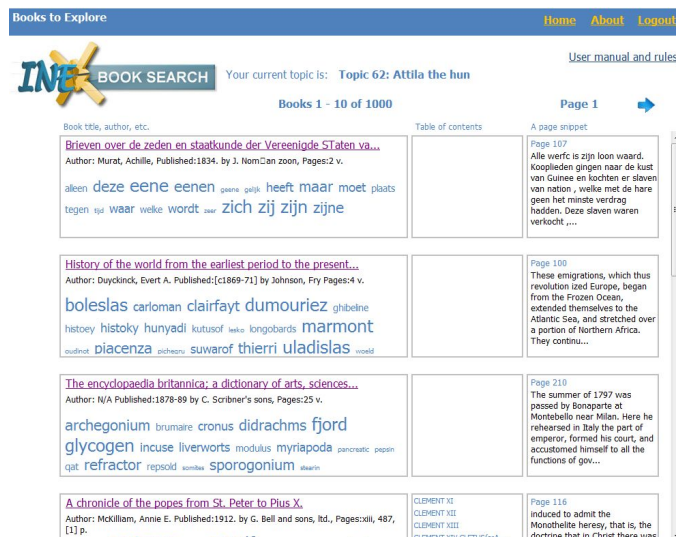 Books to Explore
Home About Logout
User manual and rules
INEX BOOK SEARCH
Your current topic is: Topic 62: Attila the hun
Books 1 - 10 of 1000
Page 1
Book title, author, etc.
Table of contents
A page snippet
Brieven over de zeden en staatkunde der Vereenigde STaten va...
Author: Murat, Achille, Published:1834. by J. Nom□an zoon, Pages:2 v.
alleen deze eene eenen geene gelijk heeft maar moet plaats
tegen tijd waar welke wordt zeer zich zij zijn zijne
Page 107
Alle werfc is zijn loon waard.
Kooplieden gingen naar de kust
van Guinee en kochten er slaven
van nation , welke met de hare
geen het minste verdrag
hadden. Deze slaven waren
verkocht ,...
History of the world from the earliest period to the present...
Author: Duyckinck, Evert A. Published:[c1869-71] by Johnson, Fry Pages:4 v.
boleslas carloman clairfayt dumouriez ghibeline
histoey histoky hunyadi kutusof lesko longobards marmont
oudinot piacenza pichegru suwarof thierri uladislas woeld
Page 100
These emigrations, which thus
revolution ized Europe, began
from the Frozen Ocean,
extended themselves to the
Atlantic Sea, and stretched over
a portion of Northern Africa.
They continu...
The encyclopaedia britannica; a dictionary of arts, sciences...
Author: N/A Published:1878-89 by C. Scribner's sons, Pages:25 v.
archegonium brumaire cronus didrachms fjord
glycogen incuse liverworts modulus myriapoda pancreatic pepsin
qat refractor repsold somites sporogonium stearin
Page 210
The summer of 1797 was
passed by Bonaparte at
Montebello near Milan. Here he
rehearsed in Italy the part of
emperor, formed his court, and
accustomed himself to all the
functions of gov...
A chronicle of the popes from St. Peter to Pius X.
Author: McKilliam, Annie E. Published:1912. by G. Bell and sons, ltd., Pages:xiii, 487,
[1] p.
CLEMENT XI
CLEMENT XII
CLEMENT XIII
Page 116
induced to admit the
Monothelite heresy, that is, the
doctrine that in Christ there was